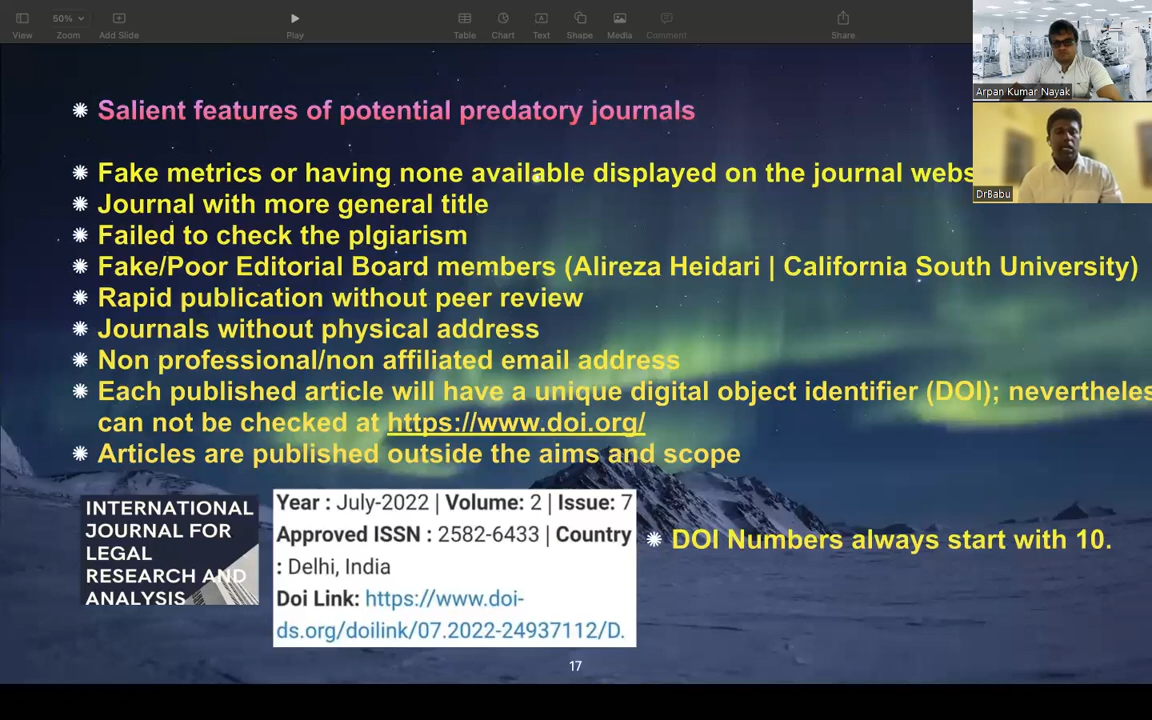 50%
View
Zoom
Add Slide
Play
Table
Chart
Text
Shape
Media
Comment
Share
Arpan Kumar Nayak
DrBabu
Salient features of potential predatory journals
Fake metrics or having none available displayed on the journal webs
Journal with more general title
Failed to check the plgiarism
Fake/Poor Editorial Board members (Alireza Heidari | California South University)
Rapid publication without peer review
Journals without physical address
Non professional/non affiliated email address
Each published article will have a unique digital object identifier (DOI); nevertheles
can not be checked at https://www.doi.org/
Articles are published outside the aims and scope
INTERNATIONAL
JOURNAL FOR
LEGAL
RESEARCH AND
ANALYSIS
Year : July-2022 | Volume: 2 | Issue: 7
Approved ISSN : 2582-6433 | Country
: Delhi, India
Doi Link: https://www.doi-
ds.org/doilink/07.2022-24937112/D.
DOI Numbers always start with 10.
17